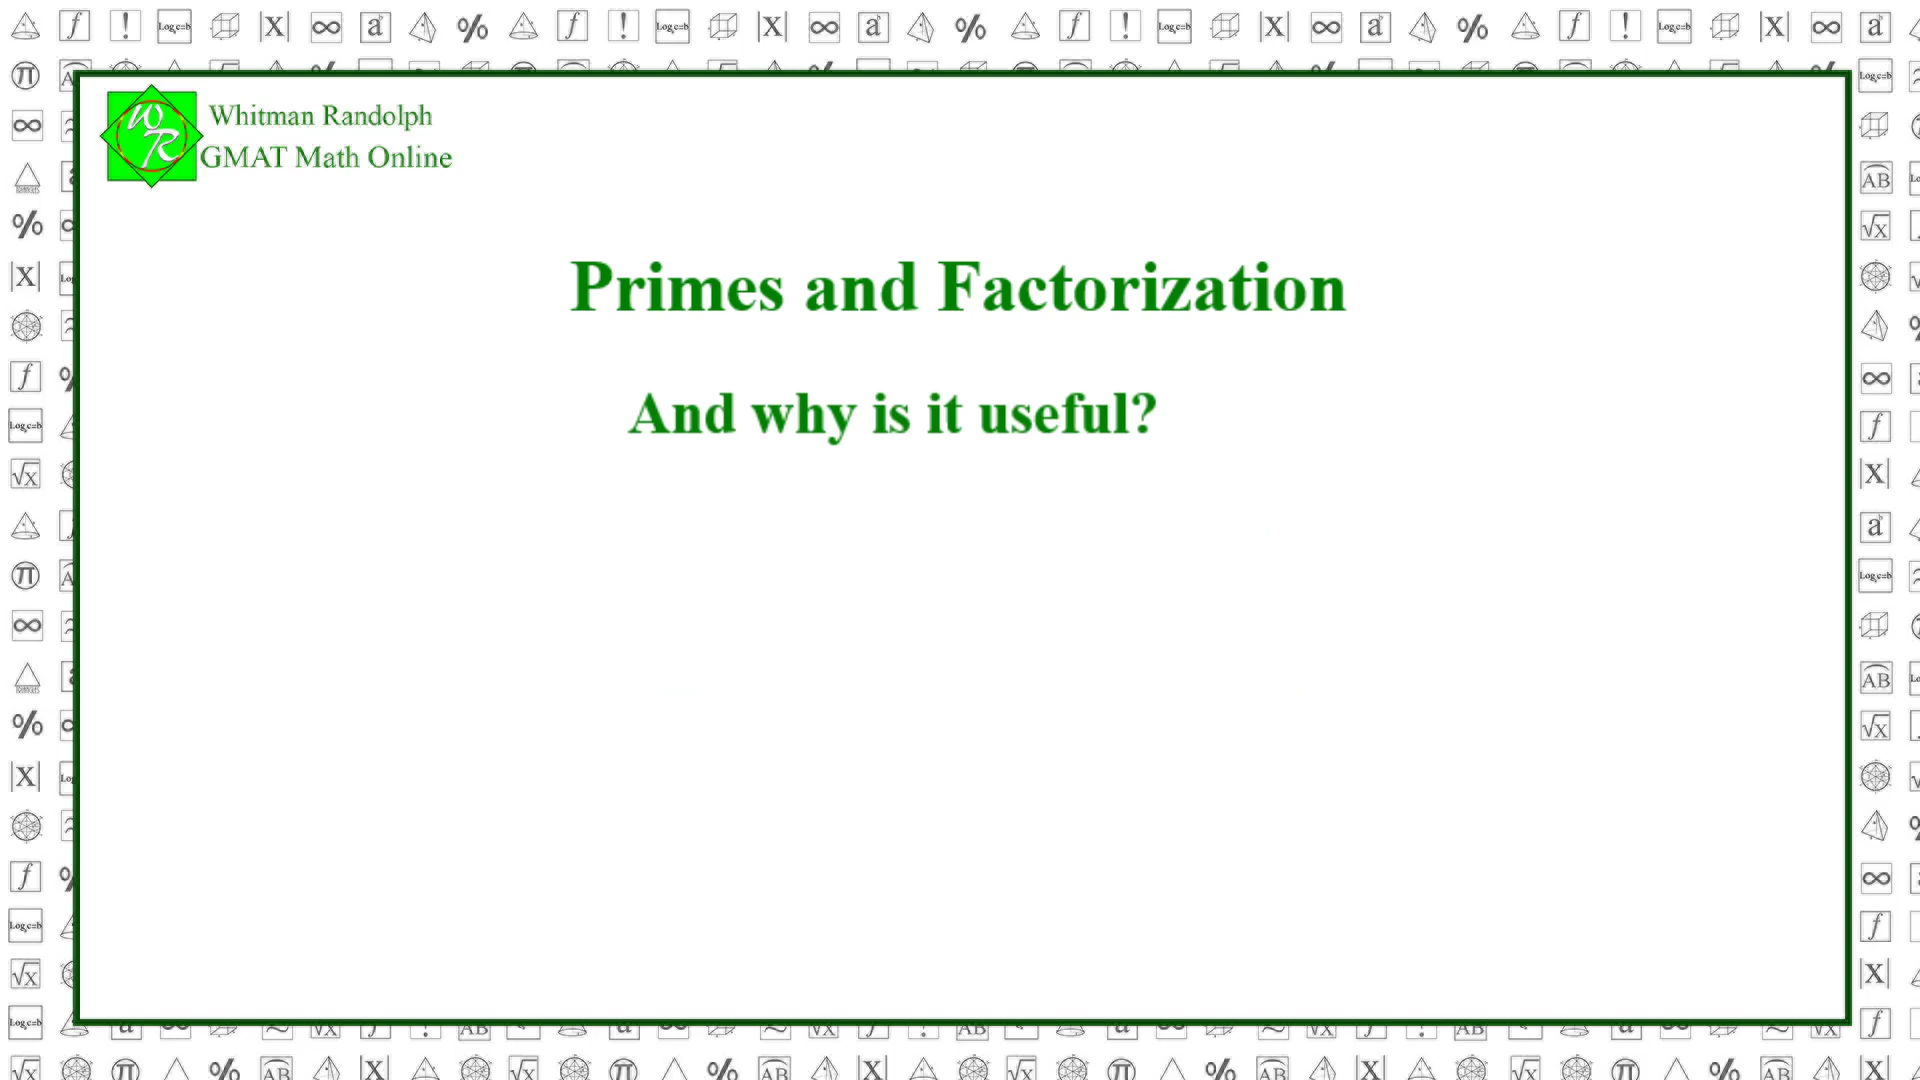 Whitman Randolph
GMAT Math Online
Primes and Factorization
And why is it useful?